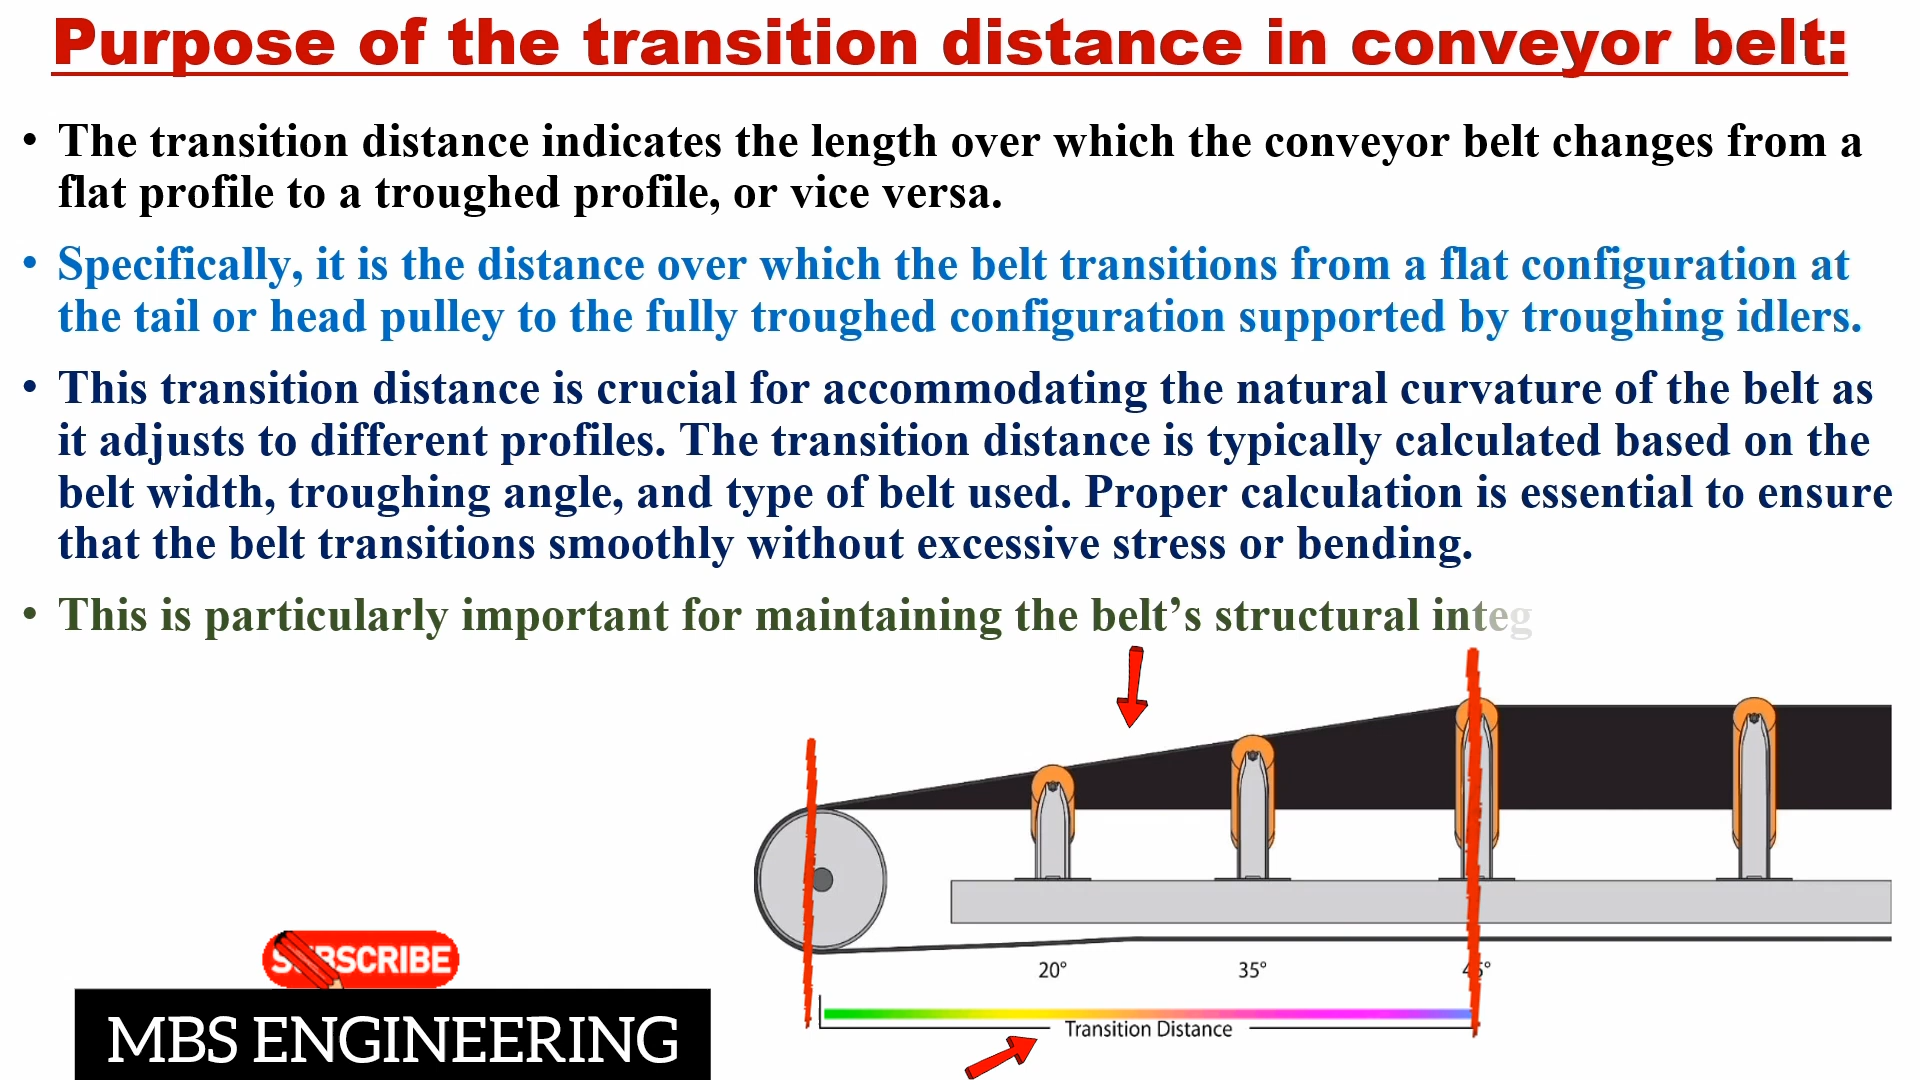 Purpose of the transition distance in conveyor belt:
• The transition distance indicates the length over which the conveyor belt changes from a
flat profile to a troughed profile, or vice versa.
• Specifically, it is the distance over which the belt transitions from a flat configuration at
the tail or head pulley to the fully troughed configuration supported by troughing idlers.
• This transition distance is crucial for accommodating the natural curvature of the belt as
it adjusts to different profiles. The transition distance is typically calculated based on the
belt width, troughing angle, and type of belt used. Proper calculation is essential to ensure
that the belt transitions smoothly without excessive stress or bending.
• This is particularly important for maintaining the belt’s structural integ
20° 35° 45°
Transition Distance
SUBSCRIBE
MBS ENGINEERING